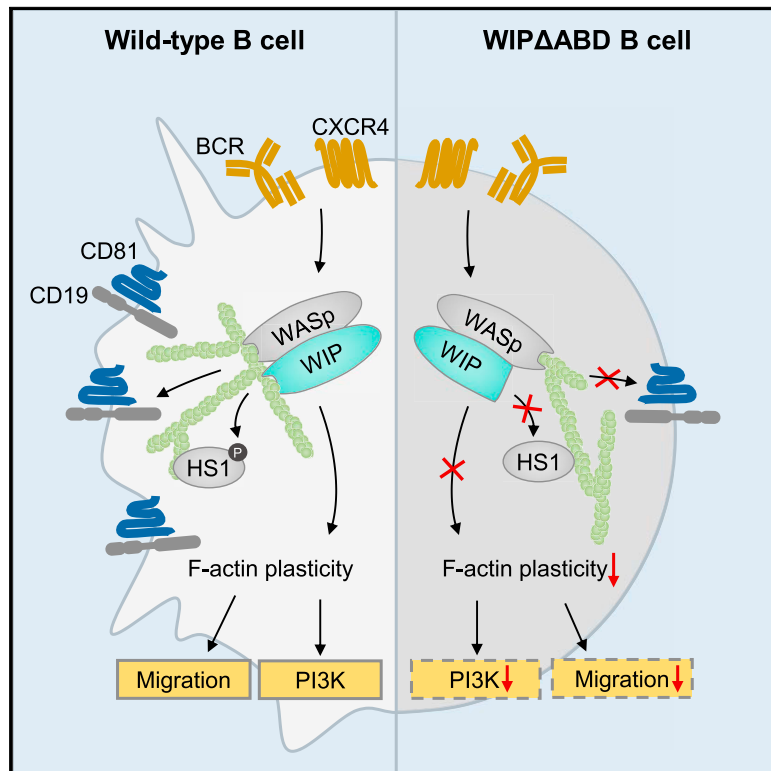 Wild-type B cell
WIPΔABD B cell
CXCR4
BCR
CD81
CD19
WASp
WIP
HS1
P
F-actin plasticity
Migration
PI3K
WASp
WIP
HS1
F-actin plasticity
PI3K
Migration